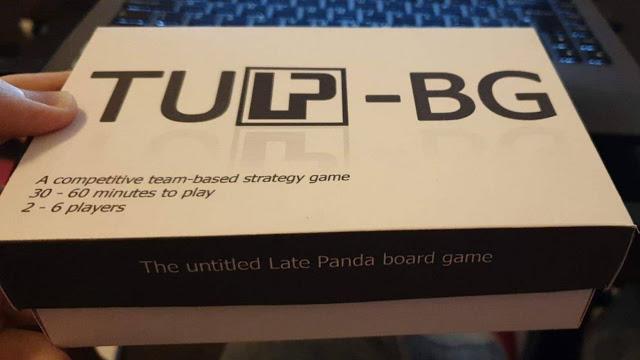 TULP-BG
A competitive team-based strategy game
30 - 60 minutes to play
2 - 6 players
The untitled Late Panda board game